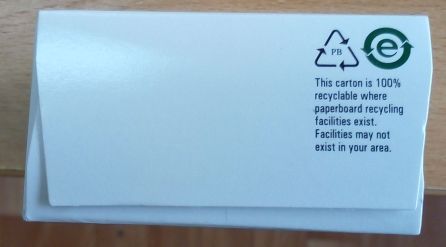 PB e
This carton is 100%
recyclable where
paperboard recycling
facilities exist.
Facilities may not
exist in your area.